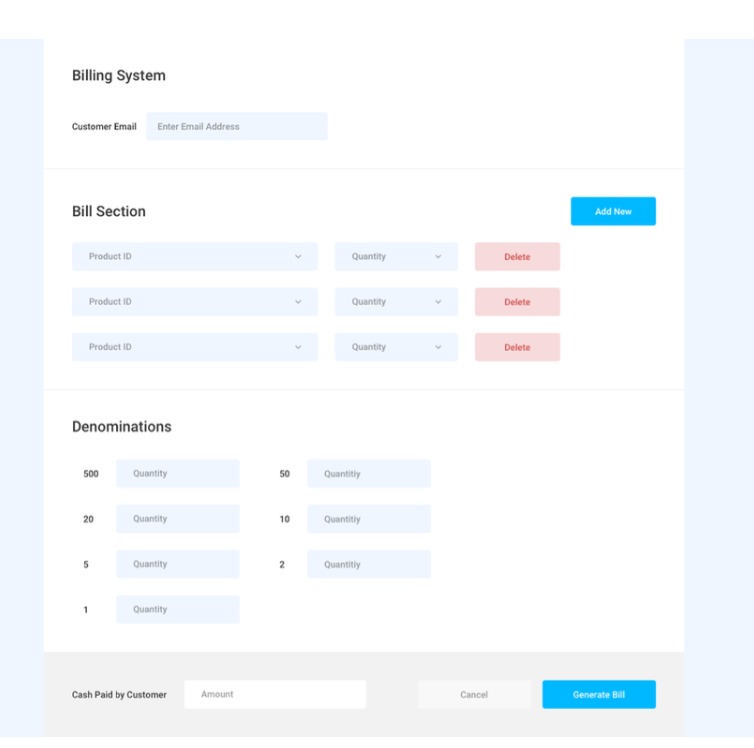 Billing System
Customer Email Enter Email Address
Bill Section Add New
Product ID Quantity Delete
Product ID Quantity Delete
Product ID Quantity Delete
Denominations
500 Quantity 50 Quantitiy
20 Quantity 10 Quantitiy
5 Quantity 2 Quantitiy
1 Quantity
Cash Paid by Customer Amount Cancel Generate Bill